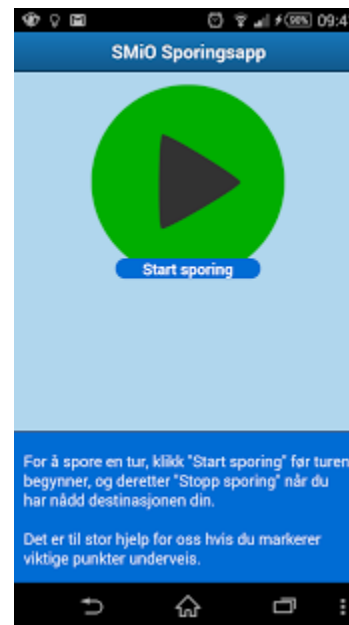 98% 09:4
SMiO Sporingsapp
Start sporing
For å spore en tur, klikk "Start sporing" før turen
begynner, og deretter "Stopp sporing" når du
har nådd destinasjonen din.
Det er til stor hjelp for oss hvis du markerer
viktige punkter underveis.